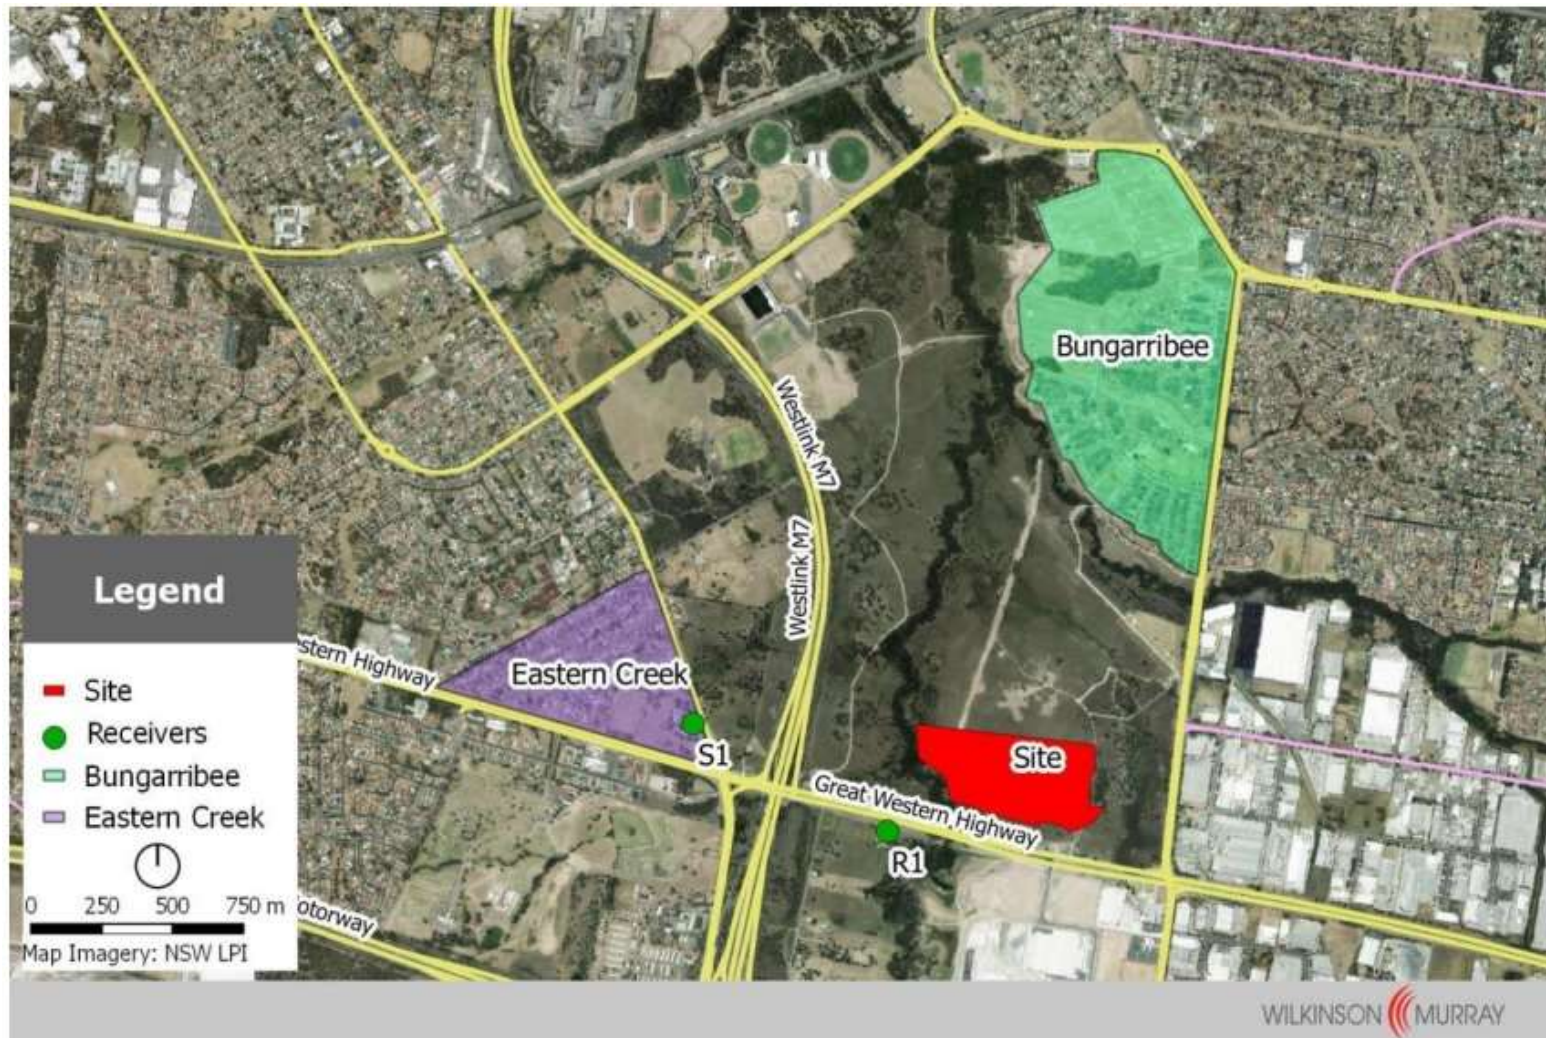 Bungarribee
Westlink M7
Westlink M7
Legend
stern Highway
Eastern Creek
Site
Site
Receivers
S1
Bungarribee
Great Western Highway
Eastern Creek
R1
0 250 500 750 m
otorway
Map Imagery: NSW LPI
WILKINSON MURRAY